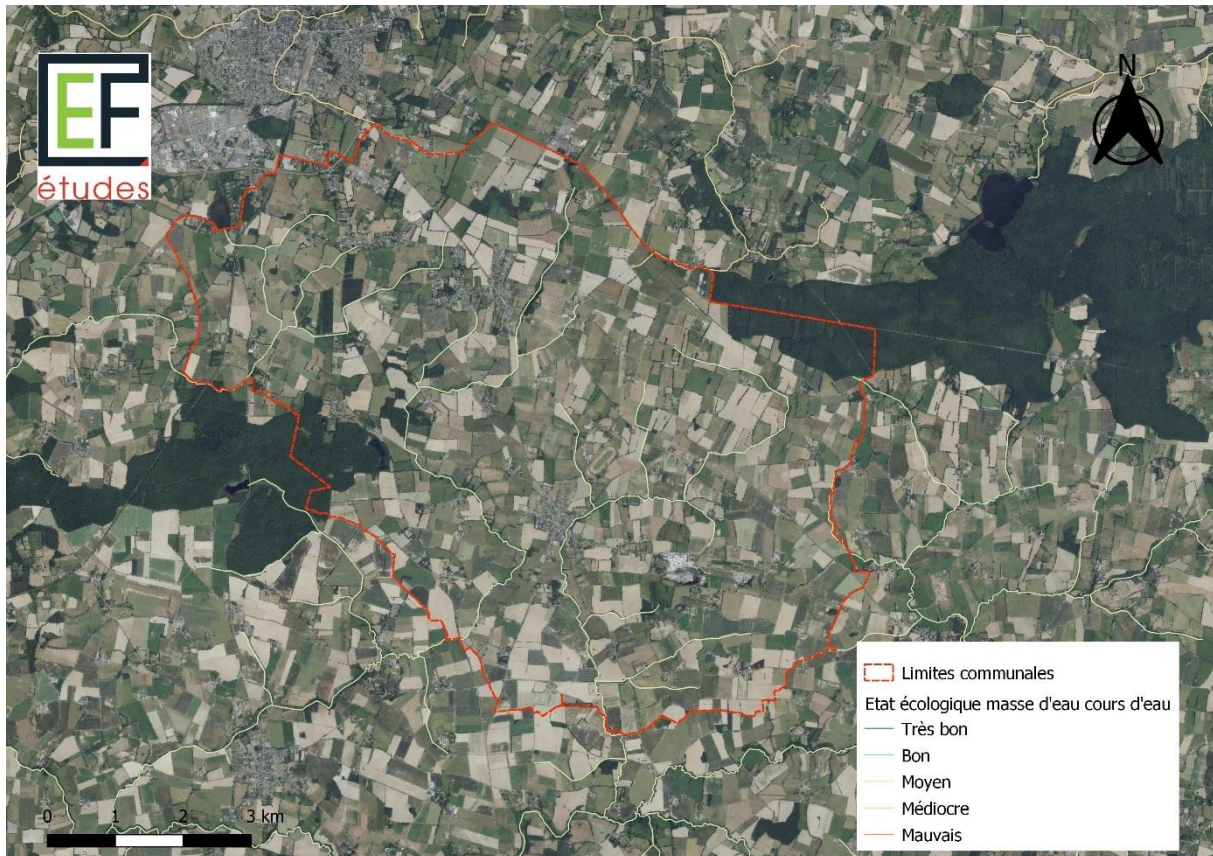 EF
études
N
Limites communales
Etat écologique masse d'eau cours d'eau
Très bon
Bon
Moyen
Médiocre
Mauvais
0 1 2 3 km